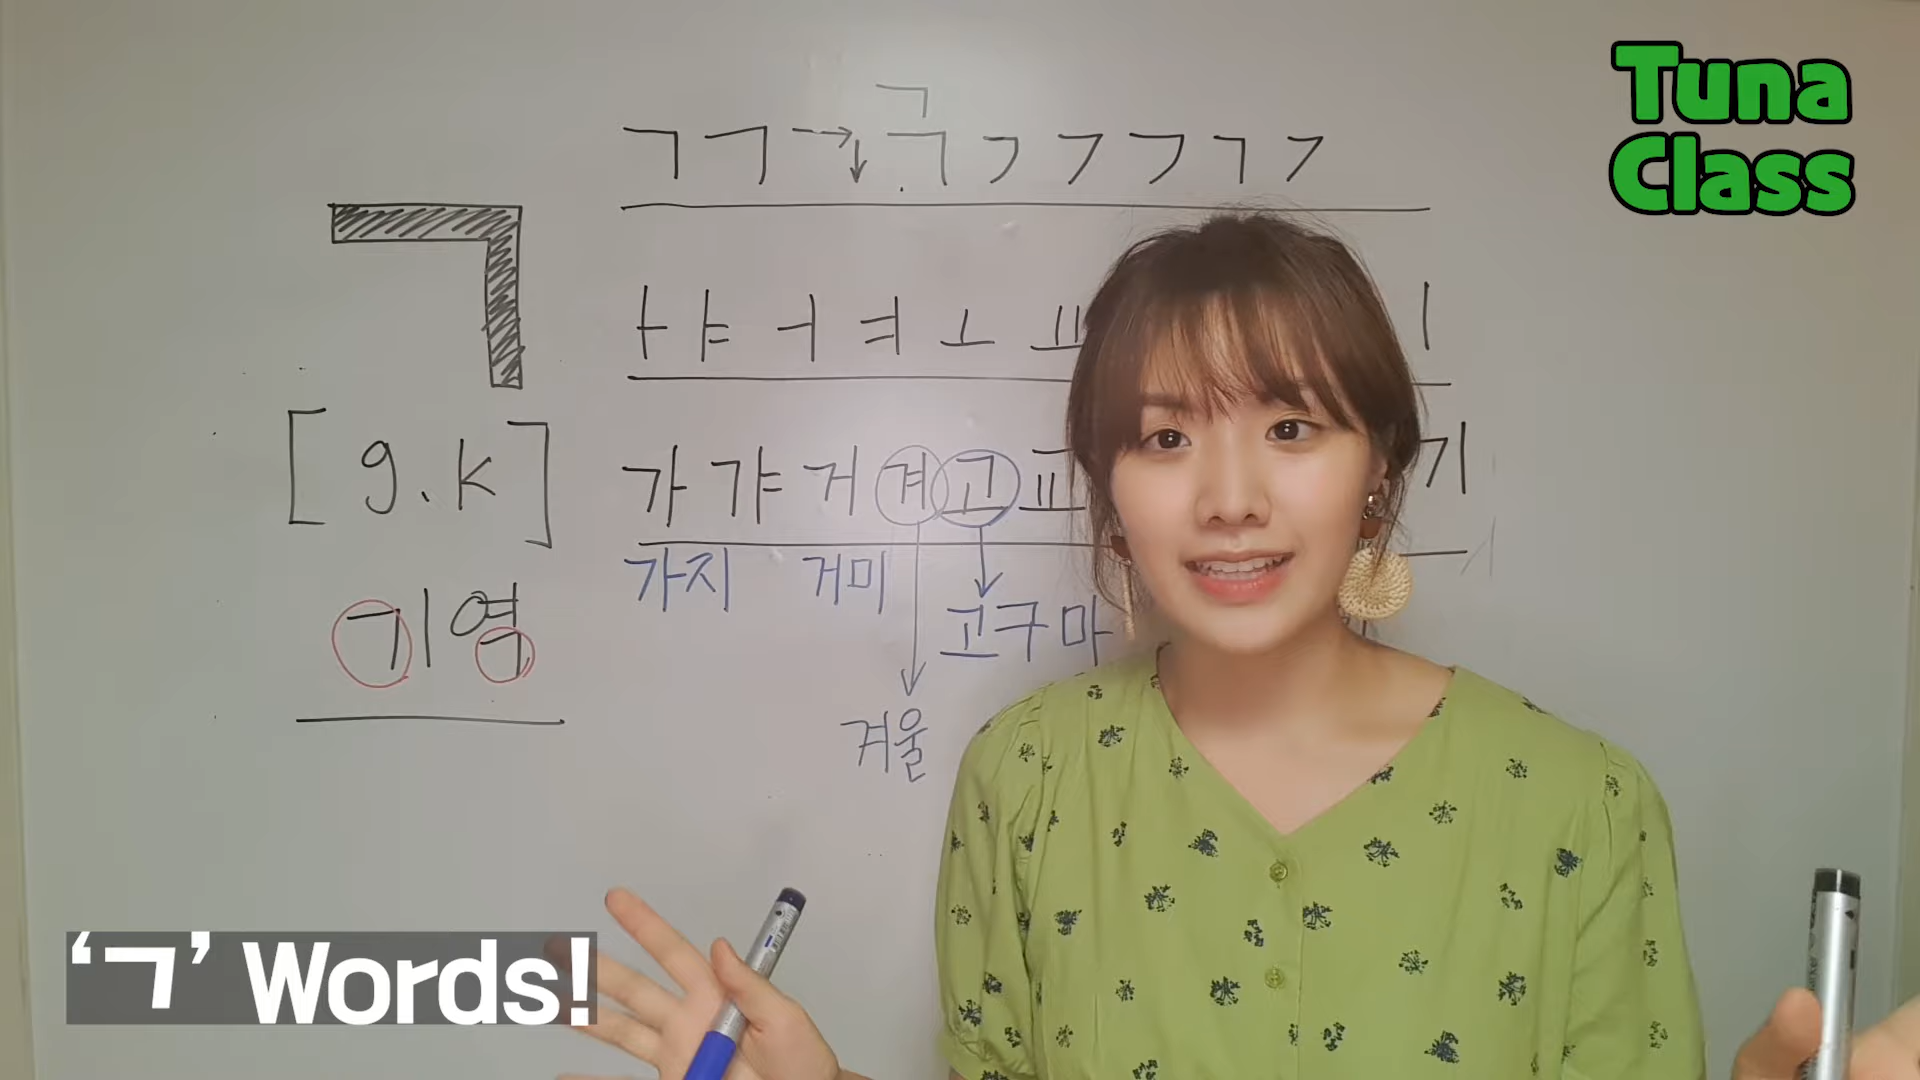 Tuna
Class
ㄱ
ㄱ ㄱ → ↓ ㄱ ㄱ ㄱ ㄱ ㄱ ㄱ
ㅏ ㅑ ㅓ ㅕ ㅗ ㅛ ㅣ
ㄱ
[ g . k ]
가 갸 거 겨 고 교 기
가지 거미
고구마
기역
겨울
‘ㄱ’ Words!